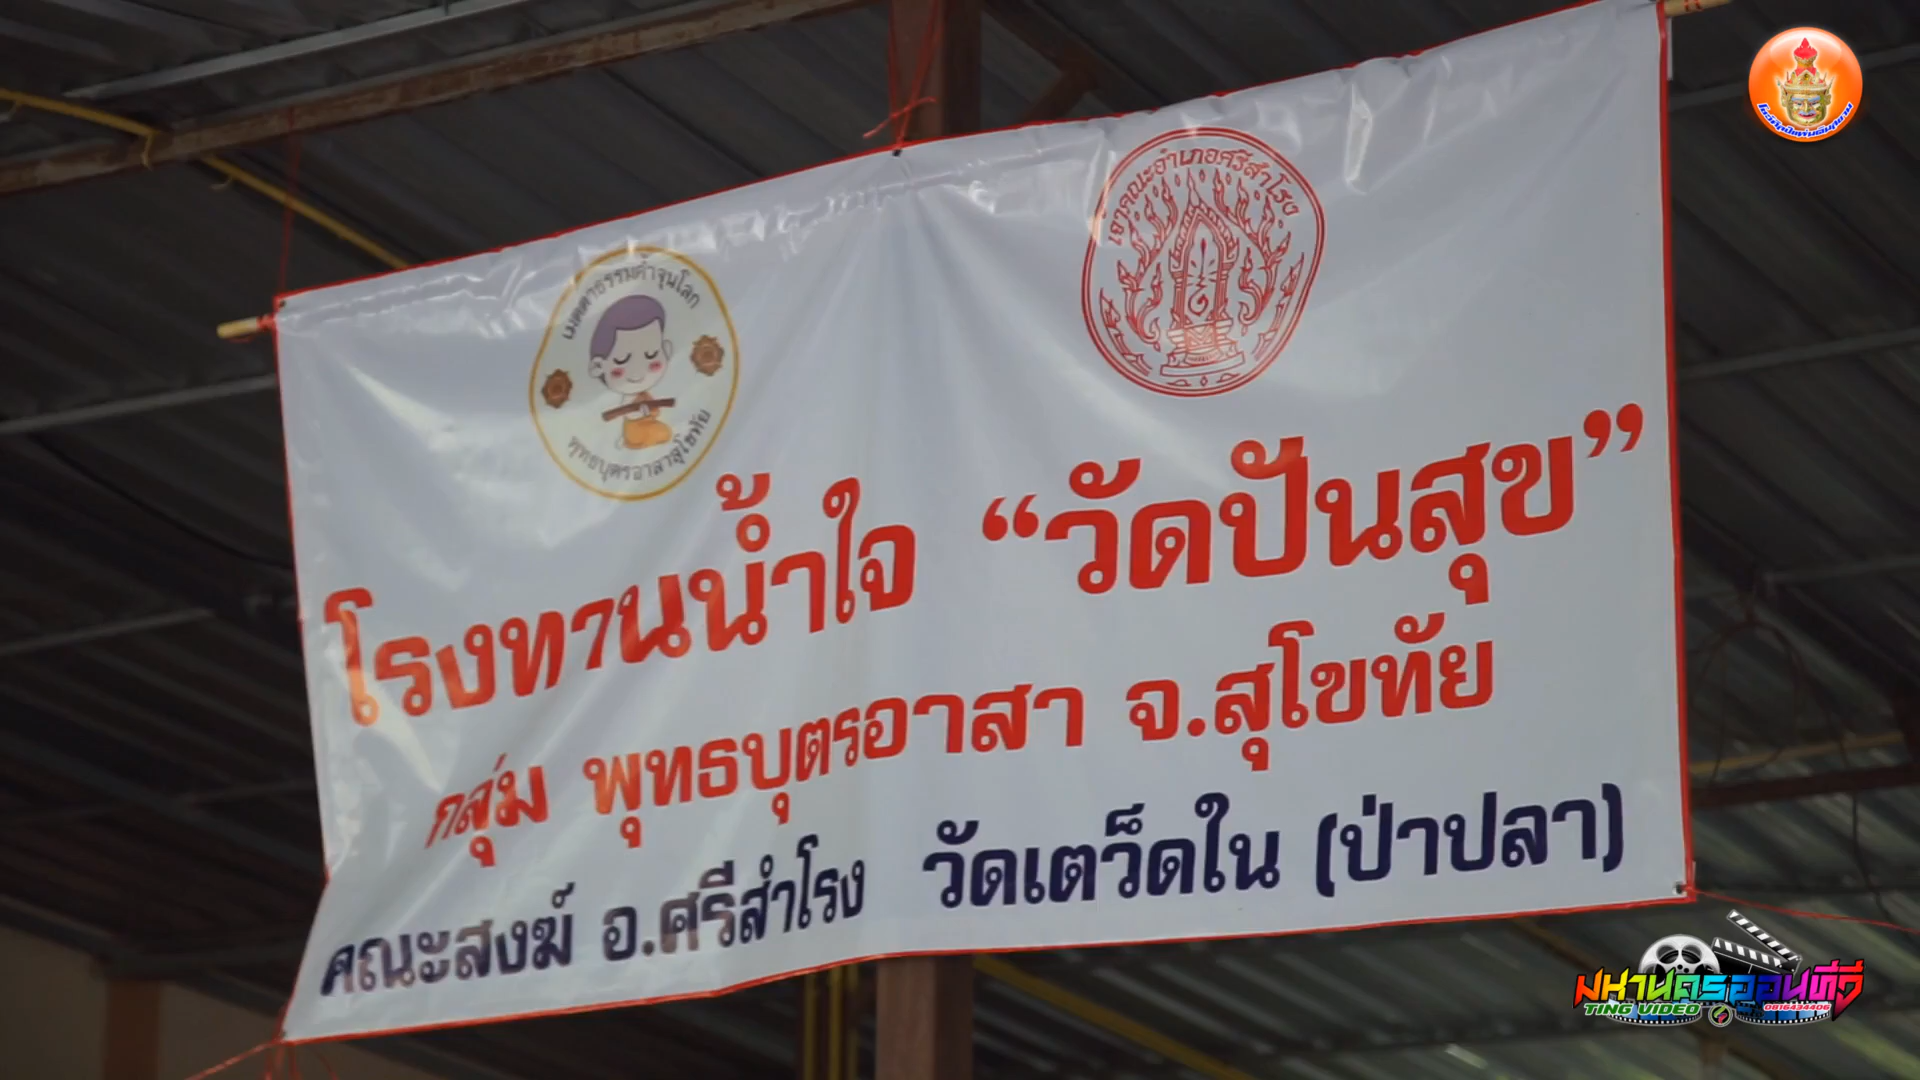 เมตตาธรรมค้ำจุนโลก
พุทธบุตรอาสาสุโขทัย
เจ้าคณะอำเภอศรีสำโรง
โรงทานน้ำใจ “วัดปันสุข”
กลุ่ม พุทธบุตรอาสา จ.สุโขทัย
คณะสงฆ์ อ.ศรีสำโรง วัดเตว็ดใน (ป่าปลา)
มหานครออนทีวี
TING VIDEO
0816434406